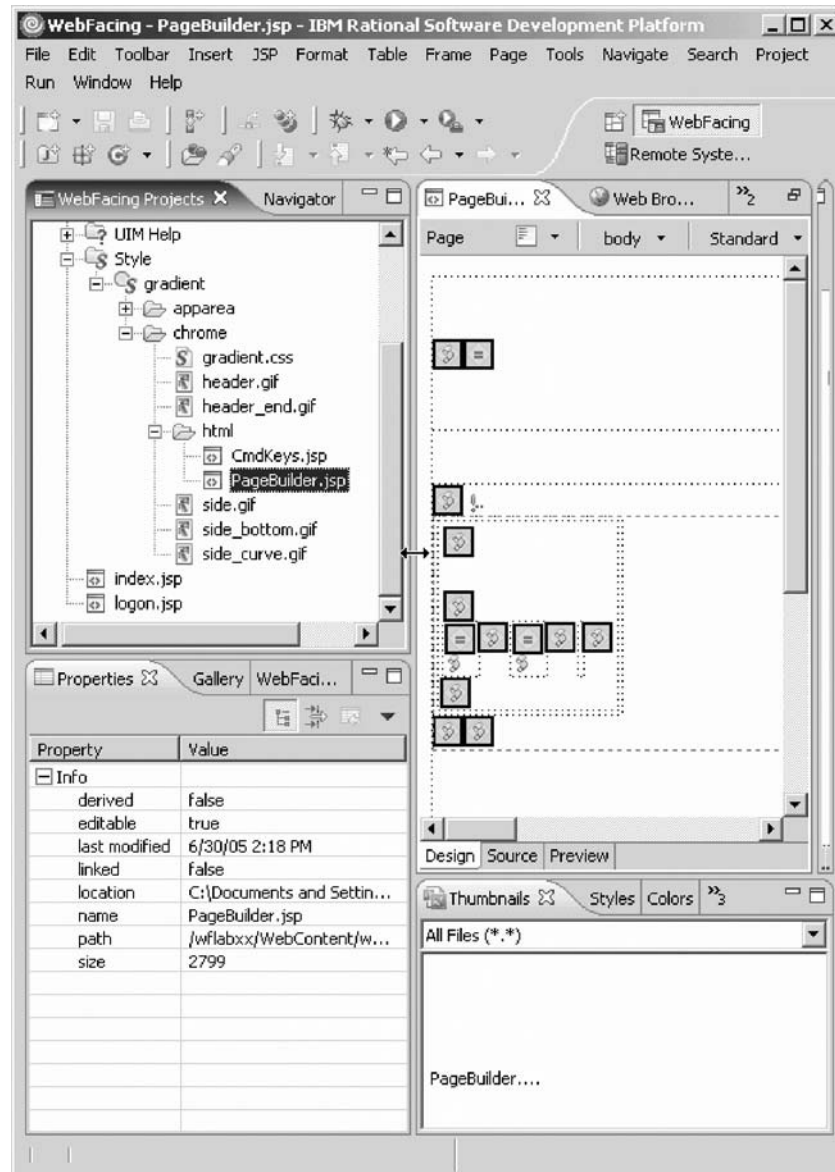 WebFacing - PageBuilder.jsp - IBM Rational Software Development Platform
File Edit Toolbar Insert JSP Format Table Frame Page Tools Navigate Search Project
Run Window Help
WebFacing
Remote Syste...
WebFacing Projects
Navigator
UIM Help
Style
gradient
apparea
chrome
gradient.css
header.gif
header_end.gif
html
CmdKeys.jsp
PageBuilder.jsp
side.gif
side_bottom.gif
side_curve.gif
index.jsp
logon.jsp
PageBui...
Web Bro...
2
Page
body
Standard
Design Source Preview
Properties
Gallery
WebFaci...
Property Value
Info
derived false
editable true
last modified 6/30/05 2:18 PM
linked false
location C:\Documents and Settin...
name PageBuilder.jsp
path /wflabxx/WebContent/w...
size 2799
Thumbnails
Styles
Colors
3
All Files (*.*)
PageBuilder....